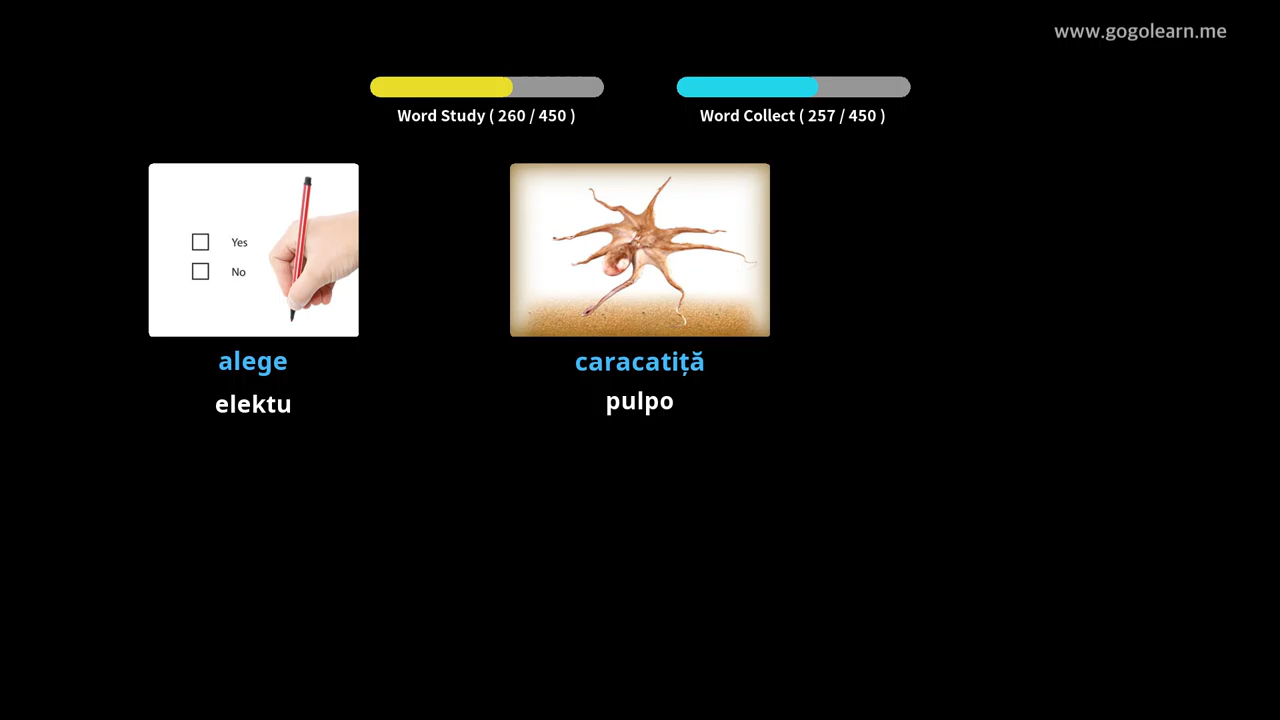 www.gogolearn.me
Word Study ( 260 / 450 )
Word Collect ( 257 / 450 )
Yes
No
alege
elektu
caracatiță
pulpo